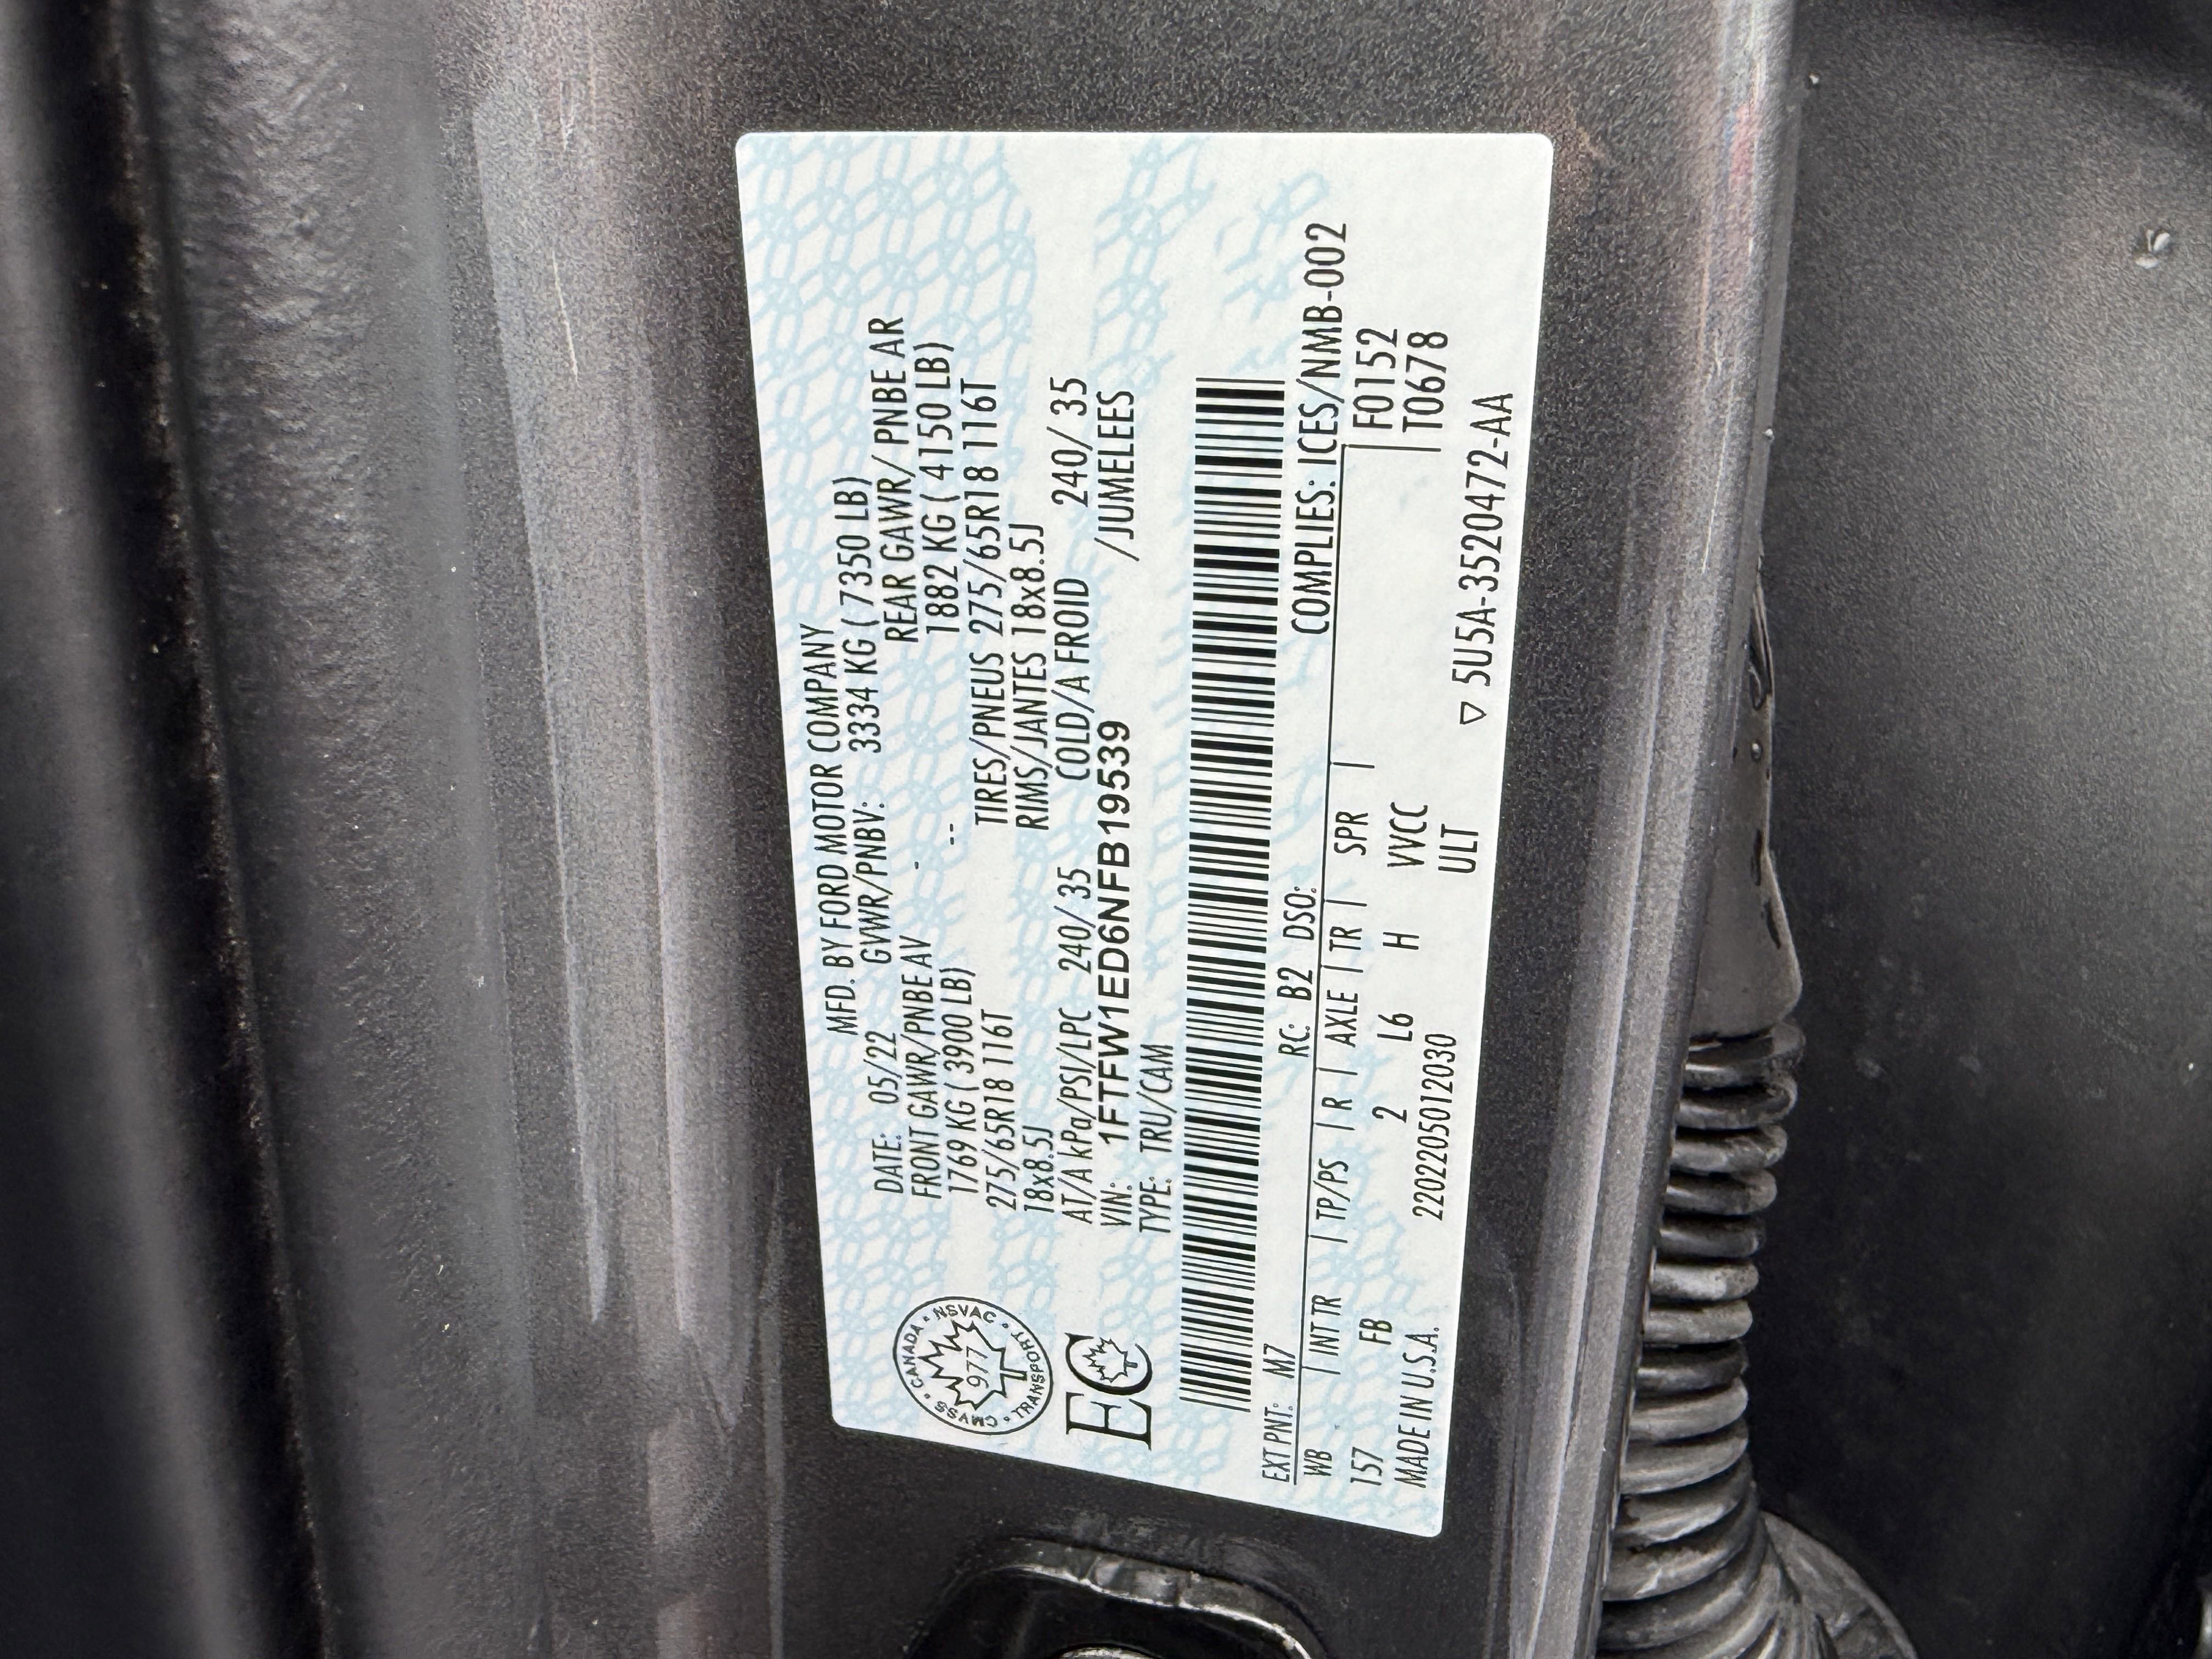 MFD. BY FORD MOTOR COMPANY
DATE: 05/22 GVWR/PNBV: 3334 KG ( 7350 LB)
FRONT GAWR/PNBE AV - REAR GAWR/ PNBE AR
1769 KG ( 3900 LB) -- 1882 KG ( 4150 LB)
275/65R18 116T TIRES/PNEUS 275/65R18 116T
18x8.5J RIMS/JANTES 18x8.5J
AT/A kPa/PSI/LPC 240/ 35 COLD/A FROID 240/ 35
VIN: 1FTFW1ED6NFB19539 /JUMELEES
TYPE: TRU/CAM
CANADA • NSVAC • TRANSPORT • CMVSS •
977
EC
EXT PNT: M7 RC: B2 DSO: COMPLIES: ICES/NMB-002
WB | INT TR | TP/PS | R | AXLE | TR | SPR | F0152
157 FB 2 L6 H VVCC T0678
MADE IN U.S.A. 2202205012030 ULT
▽ 5U5A-3520472-AA